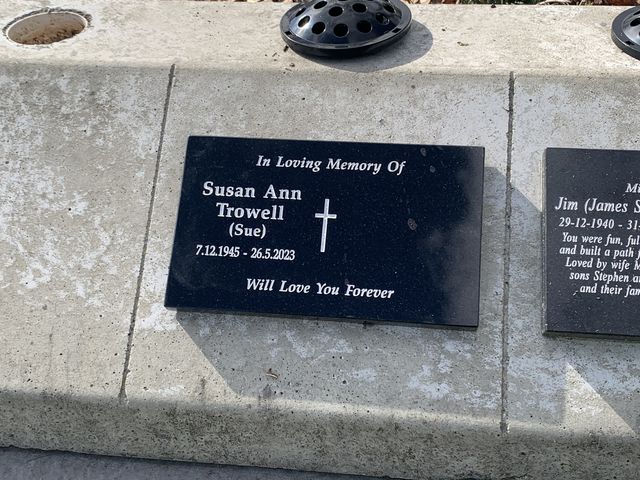 In Loving Memory Of
Susan Ann
Trowell
(Sue)
7.12.1945 - 26.5.2023
Will Love You Forever
Jim (James
29-12-1940 -
You were fun,
and built a path
Loved by wife
sons Stephen
and their